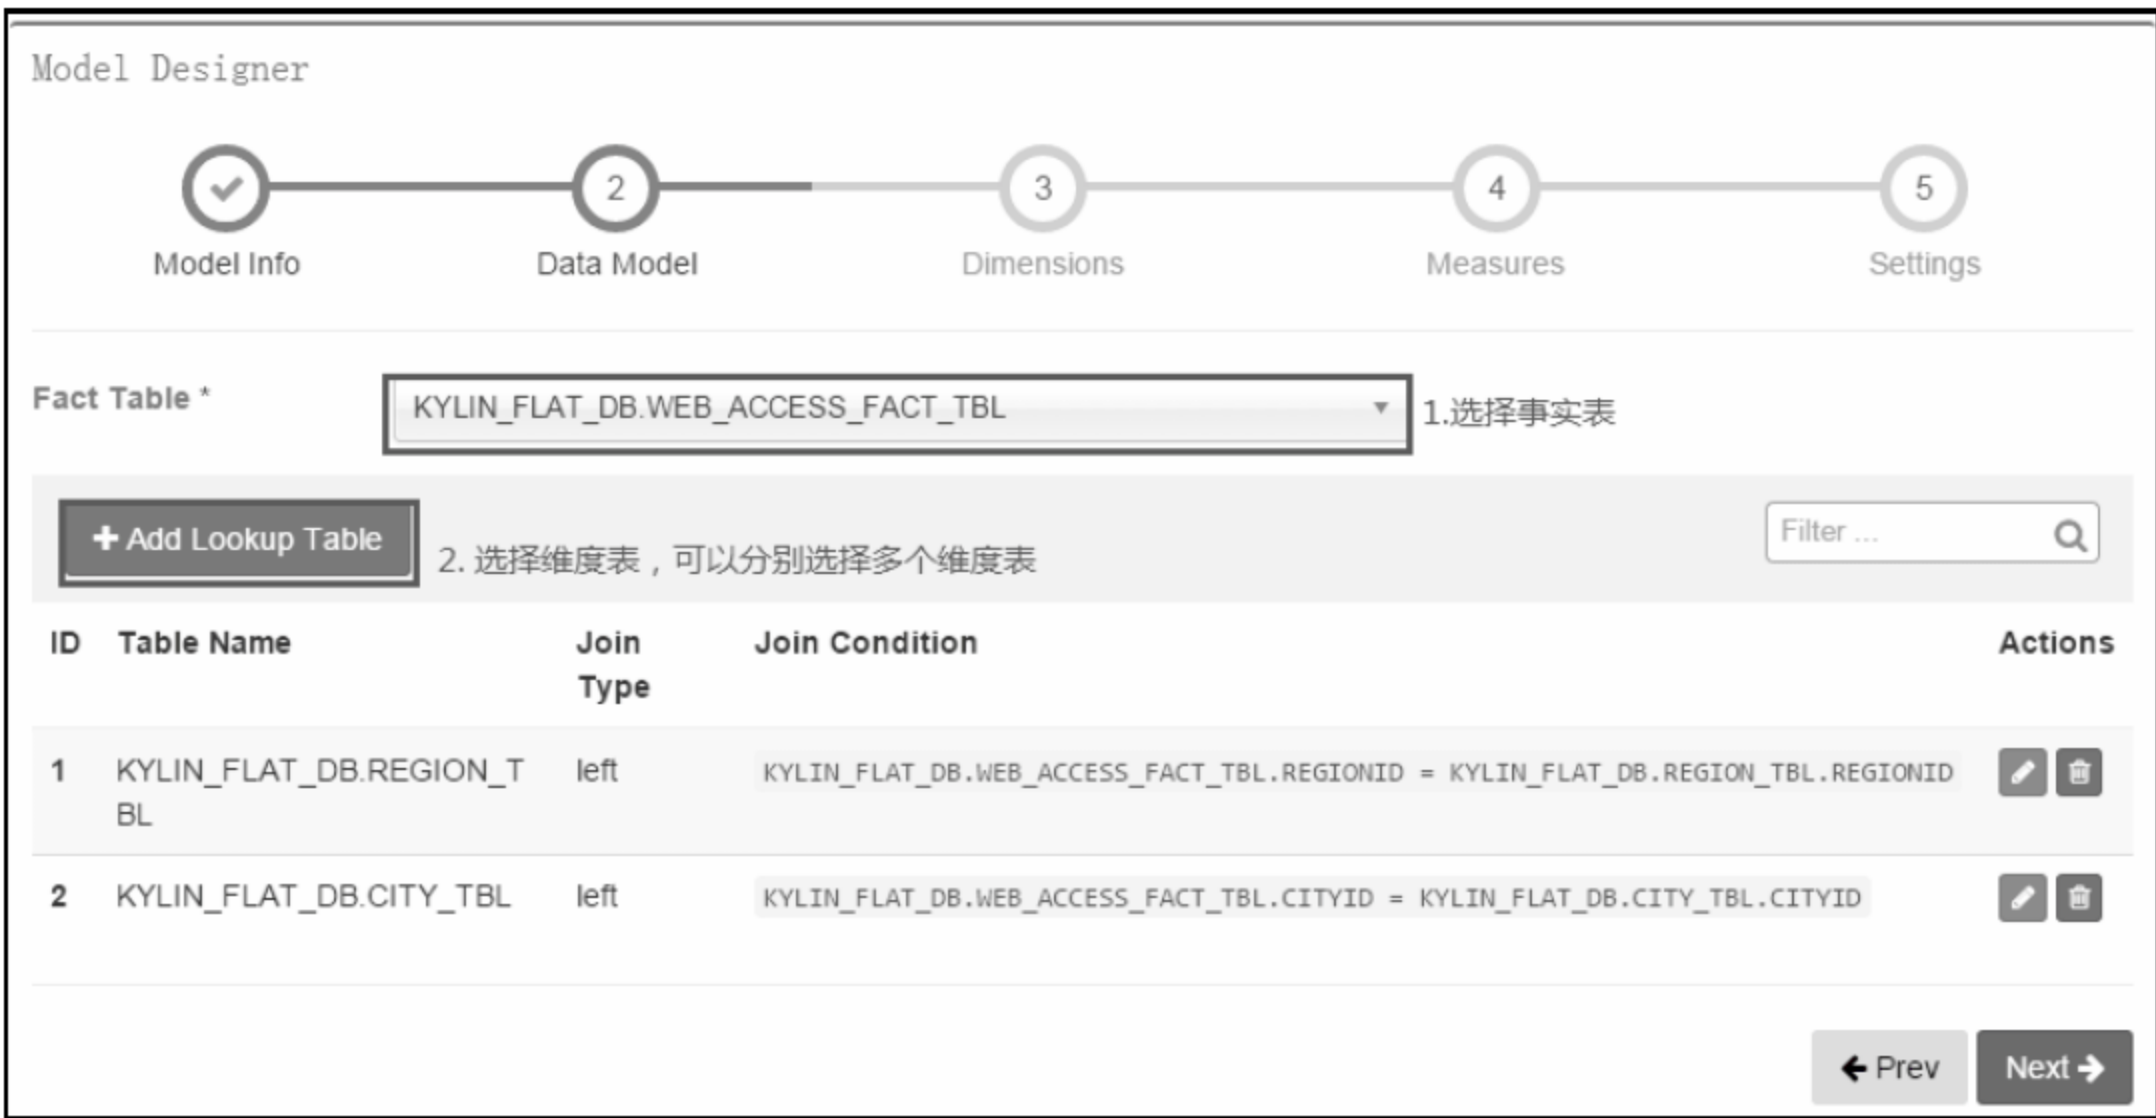 Model Designer
2
3
4
5
Model Info
Data Model
Dimensions
Measures
Settings
Fact Table *
KYLIN_FLAT_DB.WEB_ACCESS_FACT_TBL
1.选择事实表
Add Lookup Table
2. 选择维度表，可以分别选择多个维度表
Filter ...
ID Table Name Join Type Join Condition Actions
1 KYLIN_FLAT_DB.REGION_T
BL
left
KYLIN_FLAT_DB.WEB_ACCESS_FACT_TBL.REGIONID = KYLIN_FLAT_DB.REGION_TBL.REGIONID
2 KYLIN_FLAT_DB.CITY_TBL left KYLIN_FLAT_DB.WEB_ACCESS_FACT_TBL.CITYID = KYLIN_FLAT_DB.CITY_TBL.CITYID
Prev
Next